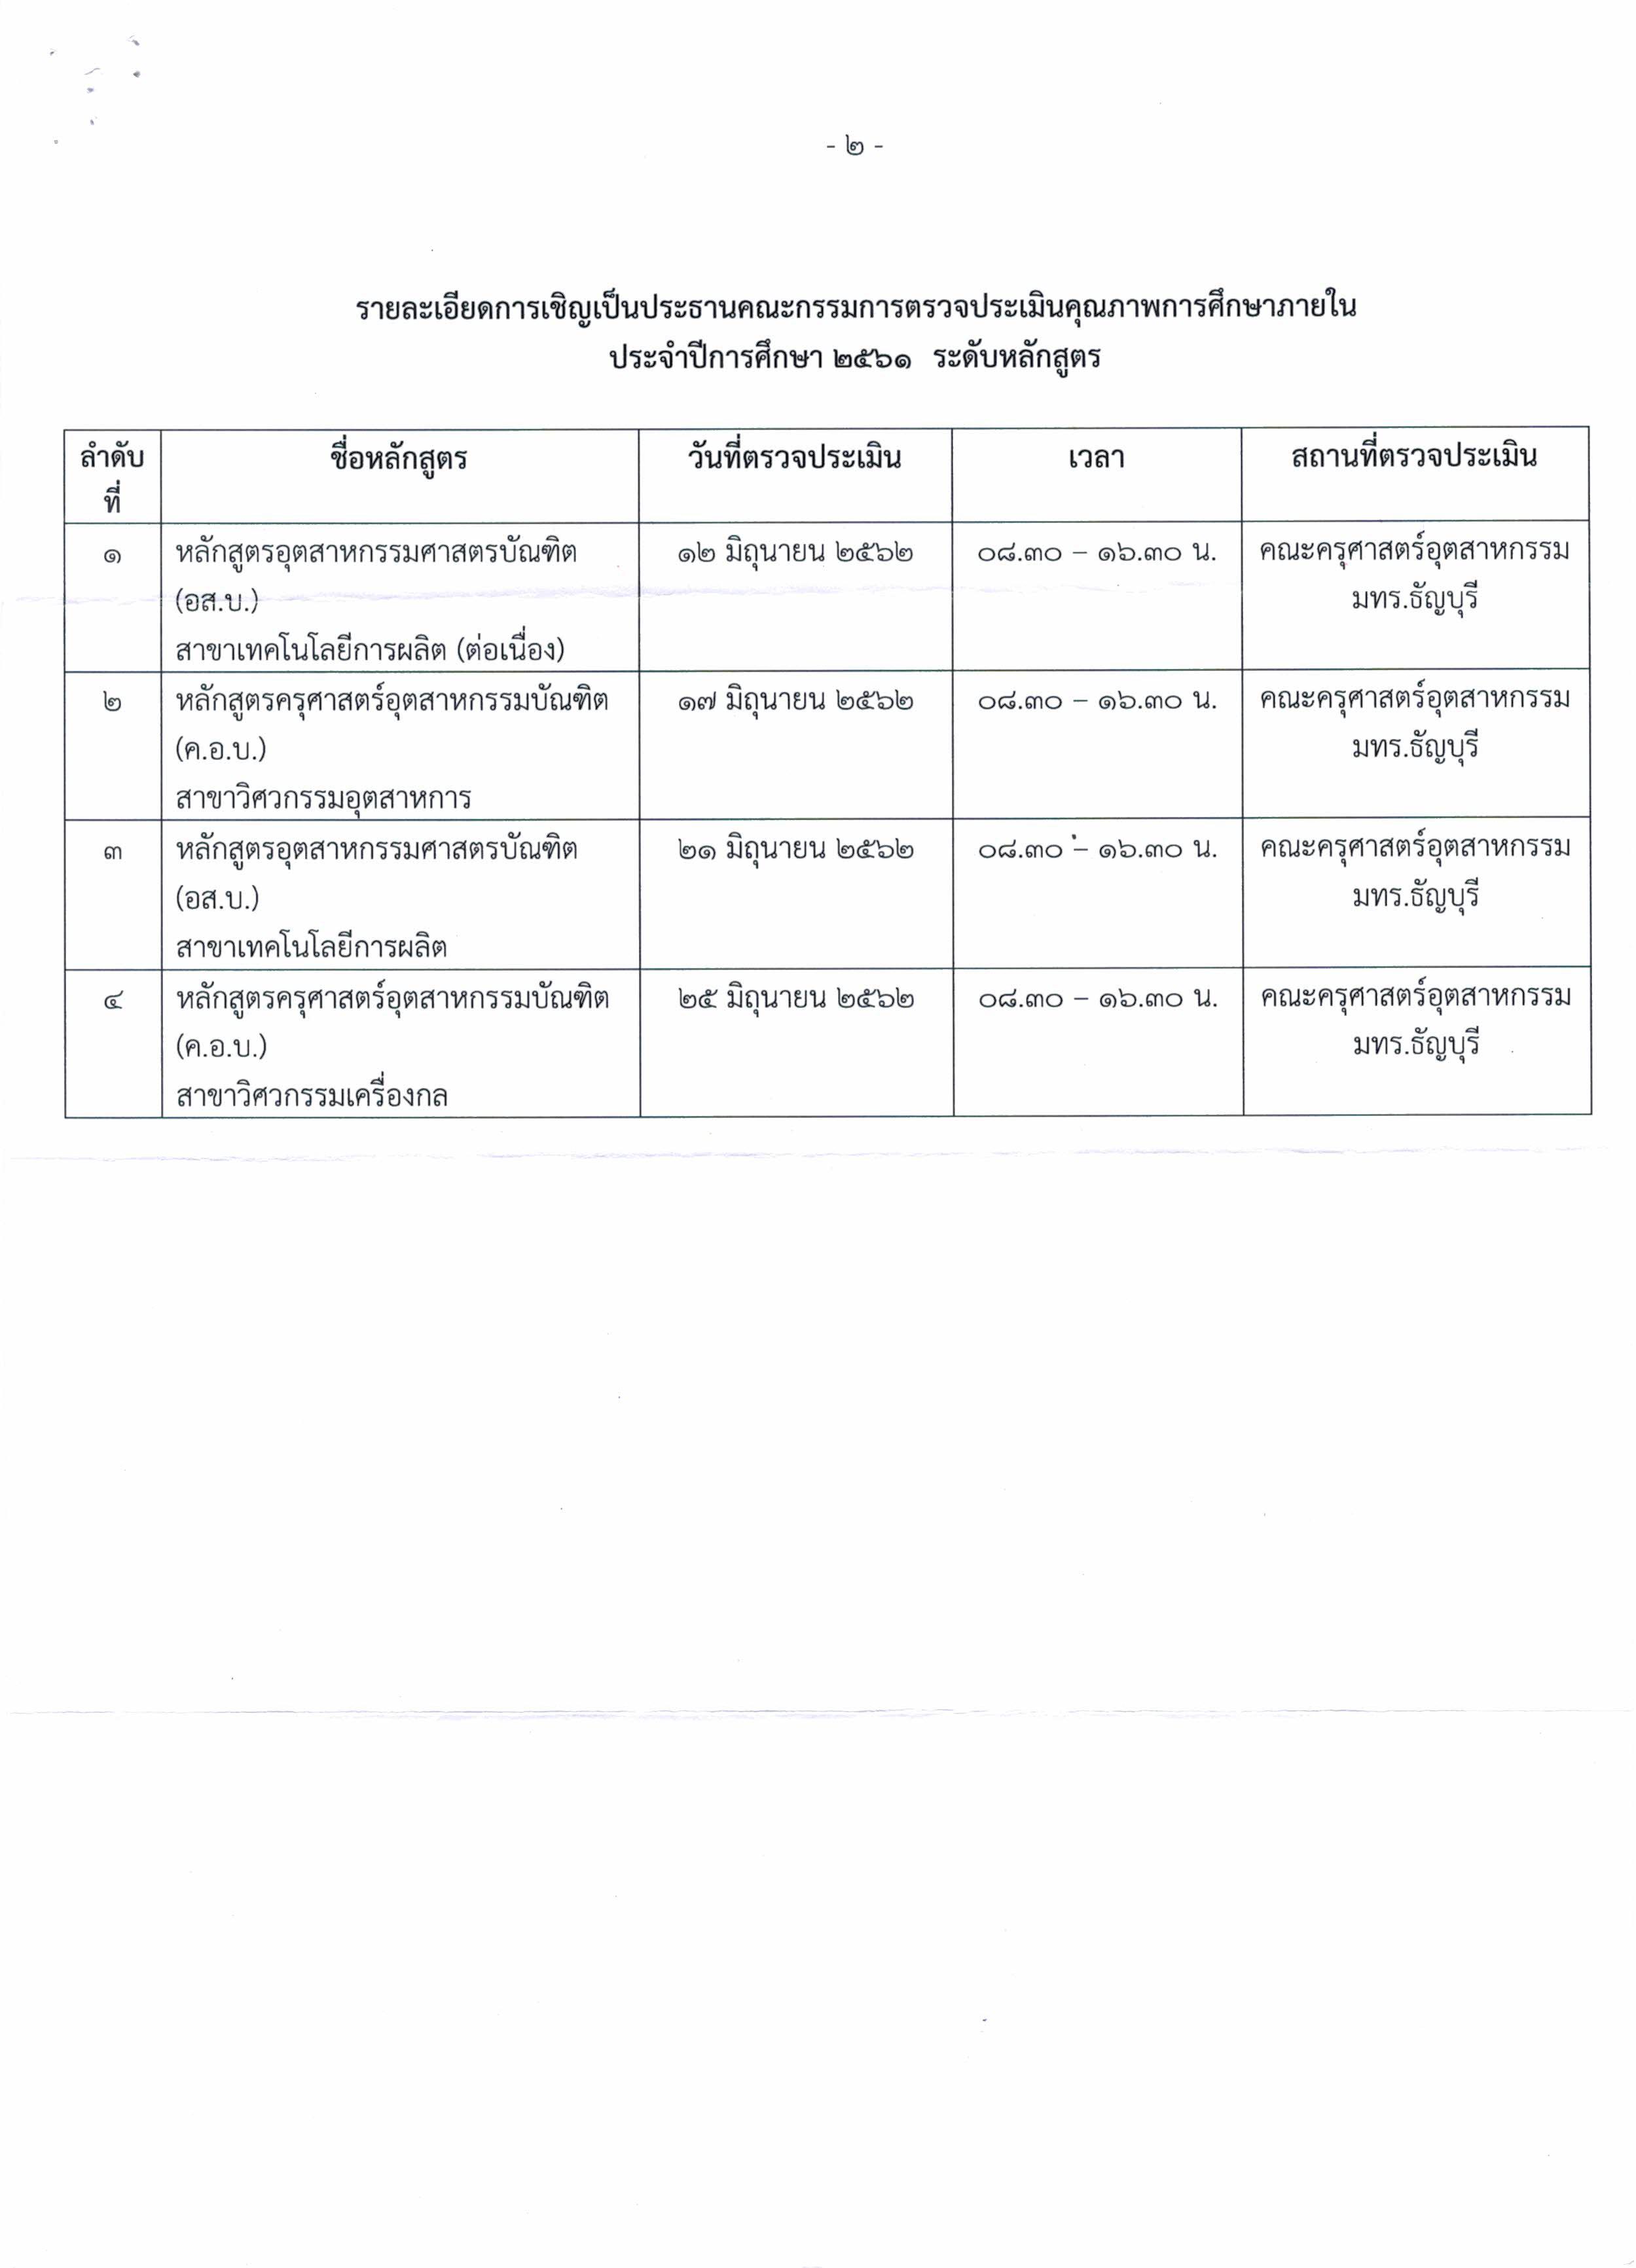 - ๒ -
รายละเอียดการเชิญเป็นประธานคณะกรรมการตรวจประเมินคุณภาพการศึกษาภายใน
ประจำปีการศึกษา ๒๕๖๑ ระดับหลักสูตร
ลำดับ ชื่อหลักสูตร วันที่ตรวจประเมิน เวลา สถานที่ตรวจประเมิน
ที่
๑ หลักสูตรอุตสาหกรรมศาสตรบัณฑิต ๑๒ มิถุนายน ๒๕๖๒ ๐๘.๓๐ – ๑๖.๓๐ น. คณะครุศาสตร์อุตสาหกรรม
(อส.บ.) มทร.ธัญบุรี
สาขาเทคโนโลยีการผลิต (ต่อเนื่อง)
๒ หลักสูตรครุศาสตร์อุตสาหกรรมบัณฑิต ๑๗ มิถุนายน ๒๕๖๒ ๐๘.๓๐ – ๑๖.๓๐ น. คณะครุศาสตร์อุตสาหกรรม
(ค.อ.บ.) มทร.ธัญบุรี
สาขาวิศวกรรมอุตสาหการ
๓ หลักสูตรอุตสาหกรรมศาสตรบัณฑิต ๒๑ มิถุนายน ๒๕๖๒ ๐๘.๓๐ – ๑๖.๓๐ น. คณะครุศาสตร์อุตสาหกรรม
(อส.บ.) มทร.ธัญบุรี
สาขาเทคโนโลยีการผลิต
๔ หลักสูตรครุศาสตร์อุตสาหกรรมบัณฑิต ๒๕ มิถุนายน ๒๕๖๒ ๐๘.๓๐ – ๑๖.๓๐ น. คณะครุศาสตร์อุตสาหกรรม
(ค.อ.บ.) มทร.ธัญบุรี
สาขาวิศวกรรมเครื่องกล